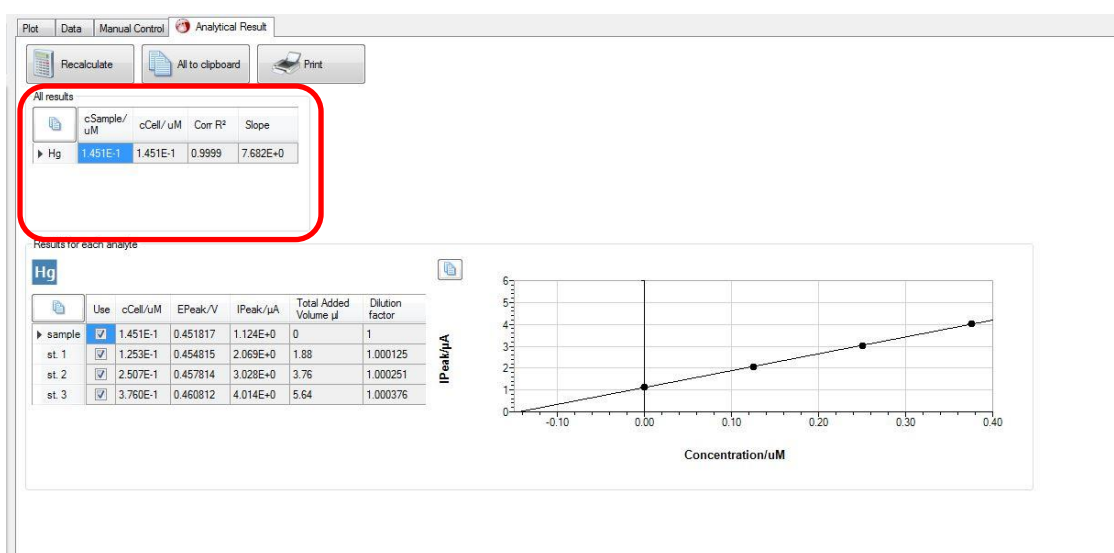 Plot Data Manual Control Analytical Result
Recalculate All to clipboard Print
All results
cSample/ uM cCell/ uM Corr R² Slope
Hg 1.451E-1 1.451E-1 0.9999 7.682E+0
Results for each analyte
Hg
Use cCell/uM EPeak/V IPeak/µA Total Added Volume µl Dilution factor
sample 1.451E-1 0.451817 1.124E+0 0 1
st. 1 1.253E-1 0.454815 2.069E+0 1.88 1.000125
st. 2 2.507E-1 0.457814 3.028E+0 3.76 1.000251
st. 3 3.760E-1 0.460812 4.014E+0 5.64 1.000376
IPeak/µA
6
5
4
3
2
1
0
-0.10 0.00 0.10 0.20 0.30 0.40
Concentration/uM